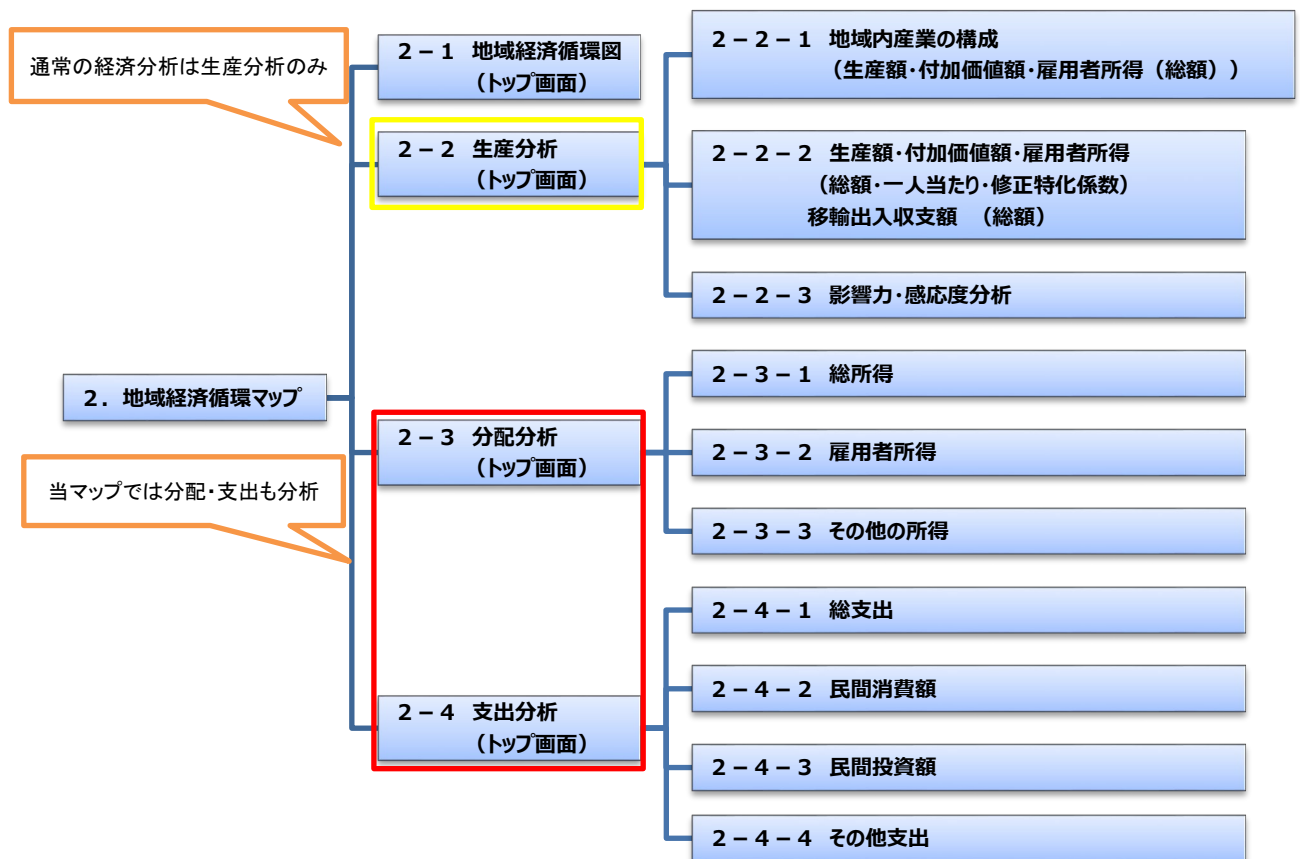 通常の経済分析は生産分析のみ
2－1 地域経済循環図
（トップ画面）
2－2 生産分析
（トップ画面）
2－2－1 地域内産業の構成
（生産額・付加価値額・雇用者所得（総額））
2－2－2 生産額・付加価値額・雇用者所得
（総額・一人当たり・修正特化係数）
移輸出入収支額 （総額）
2－2－3 影響力・感応度分析
2．地域経済循環マップ
当マップでは分配・支出も分析
2－3 分配分析
（トップ画面）
2－3－1 総所得
2－3－2 雇用者所得
2－3－3 その他の所得
2－4 支出分析
（トップ画面）
2－4－1 総支出
2－4－2 民間消費額
2－4－3 民間投資額
2－4－4 その他支出